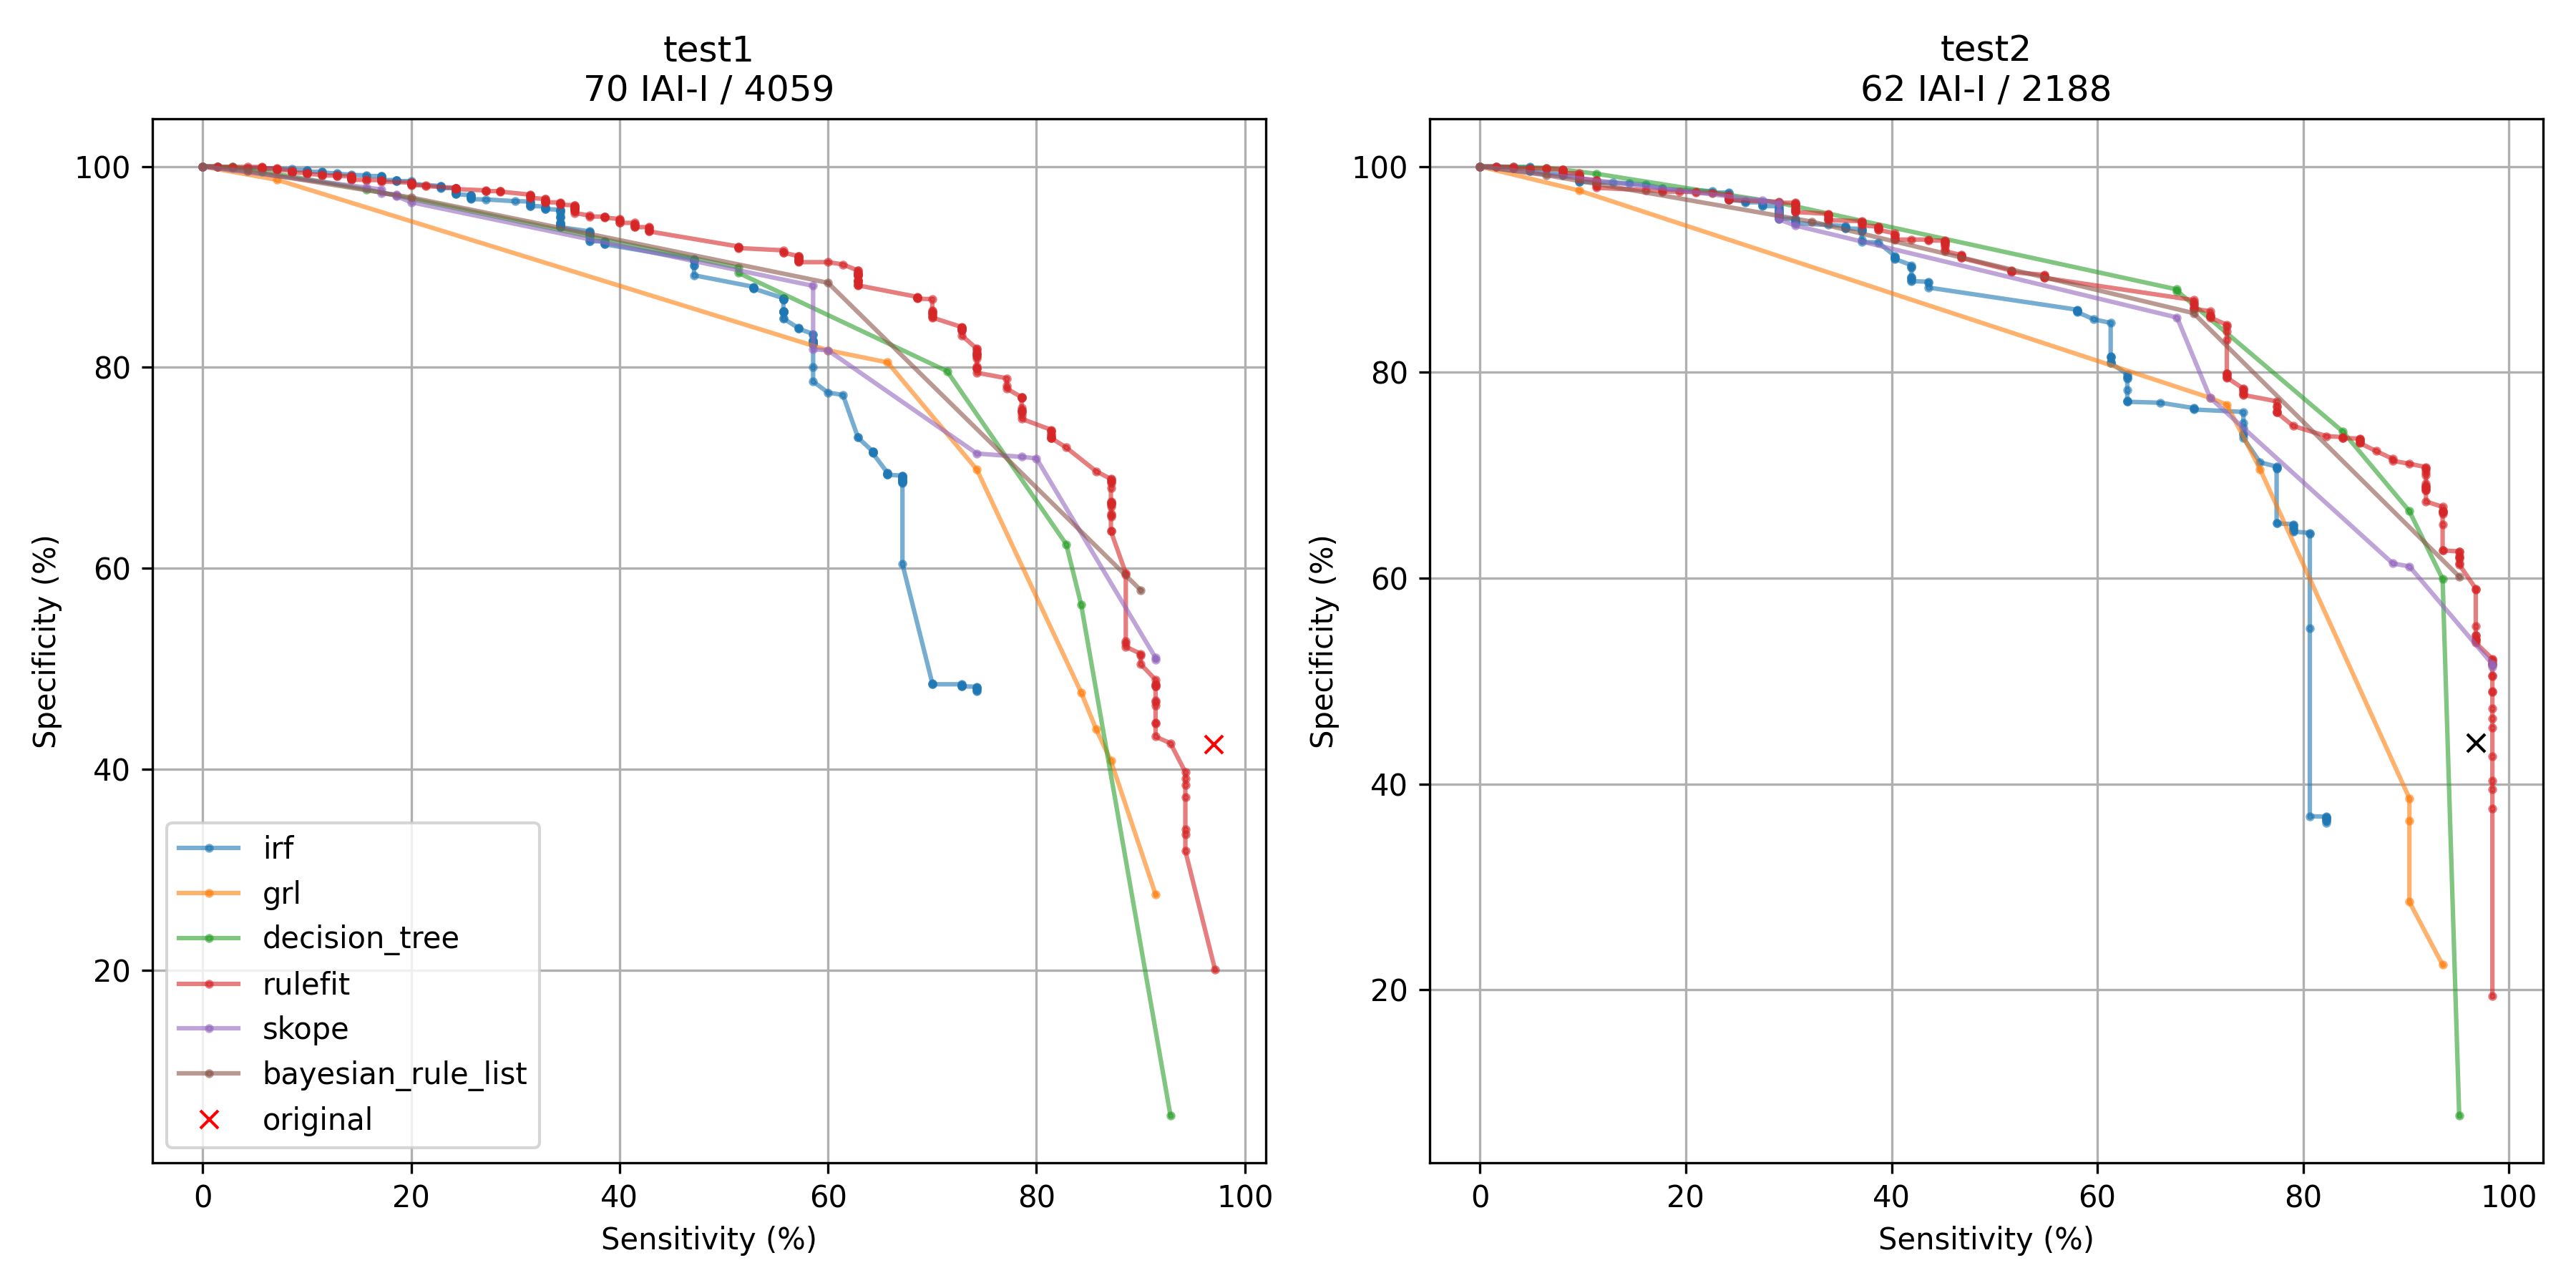 test1
70 IAI-I / 4059
100
80
60
40
20
Specificity (%)
irf
grl
decision_tree
rulefit
skope
bayesian_rule_list
original
0 20 40 60 80 100
Sensitivity (%)
test2
62 IAI-I / 2188
100
80
60
40
20
Specificity (%)
0 20 40 60 80 100
Sensitivity (%)